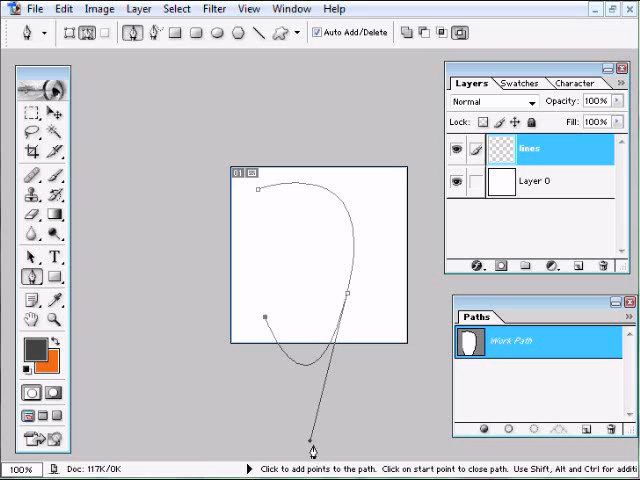 File Edit Image Layer Select Filter View Window Help
Auto Add/Delete
Layers Swatches Character
Normal Opacity: 100%
Lock: Fill: 100%
lines
Layer 0
01
T
Paths
Work Path
100% Doc: 117K/0K Click to add points to the path. Click on start point to close path. Use Shift, Alt and Ctrl for additi